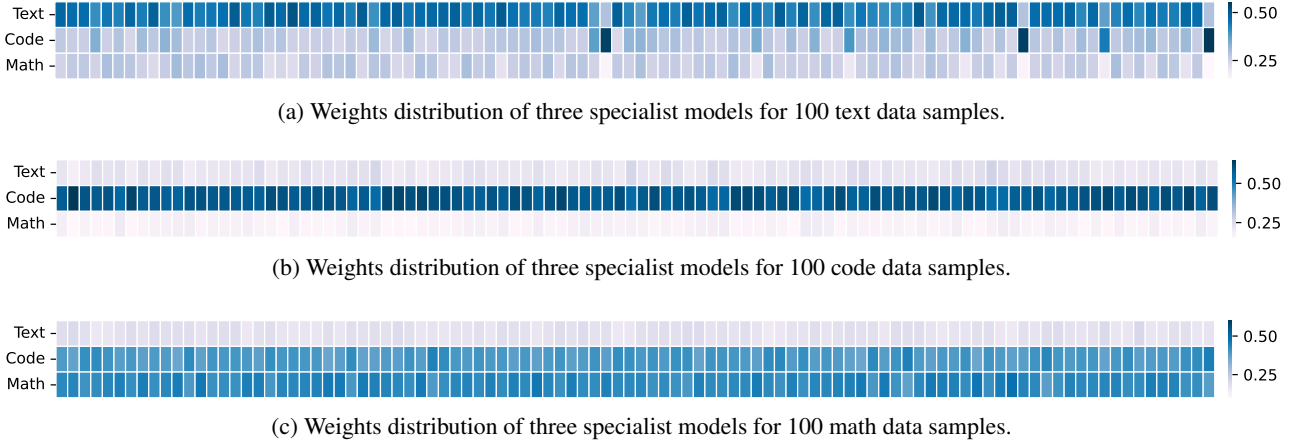 Text
Code
Math
0.50
0.25
(a) Weights distribution of three specialist models for 100 text data samples.
Text
Code
Math
0.50
0.25
(b) Weights distribution of three specialist models for 100 code data samples.
Text
Code
Math
0.50
0.25
(c) Weights distribution of three specialist models for 100 math data samples.